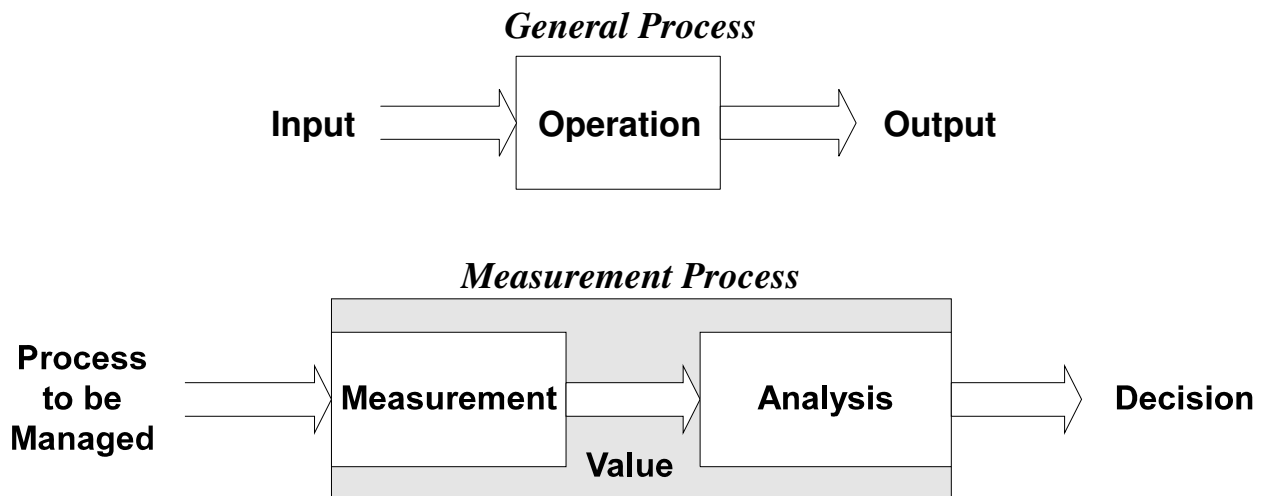 General Process
Input
Operation
Output
Measurement Process
Process
to be
Managed
Measurement
Value
Analysis
Decision